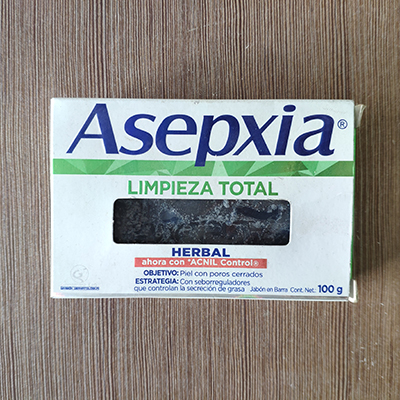 Asepxia®
LIMPIEZA TOTAL
HERBAL
ahora con *ACNIL Control®
OBJETIVO: Piel con poros cerrados
ESTRATEGIA: Con seborreguladores
que controlan la secreción de grasa Jabón en Barra Cont. Net.: 100 g